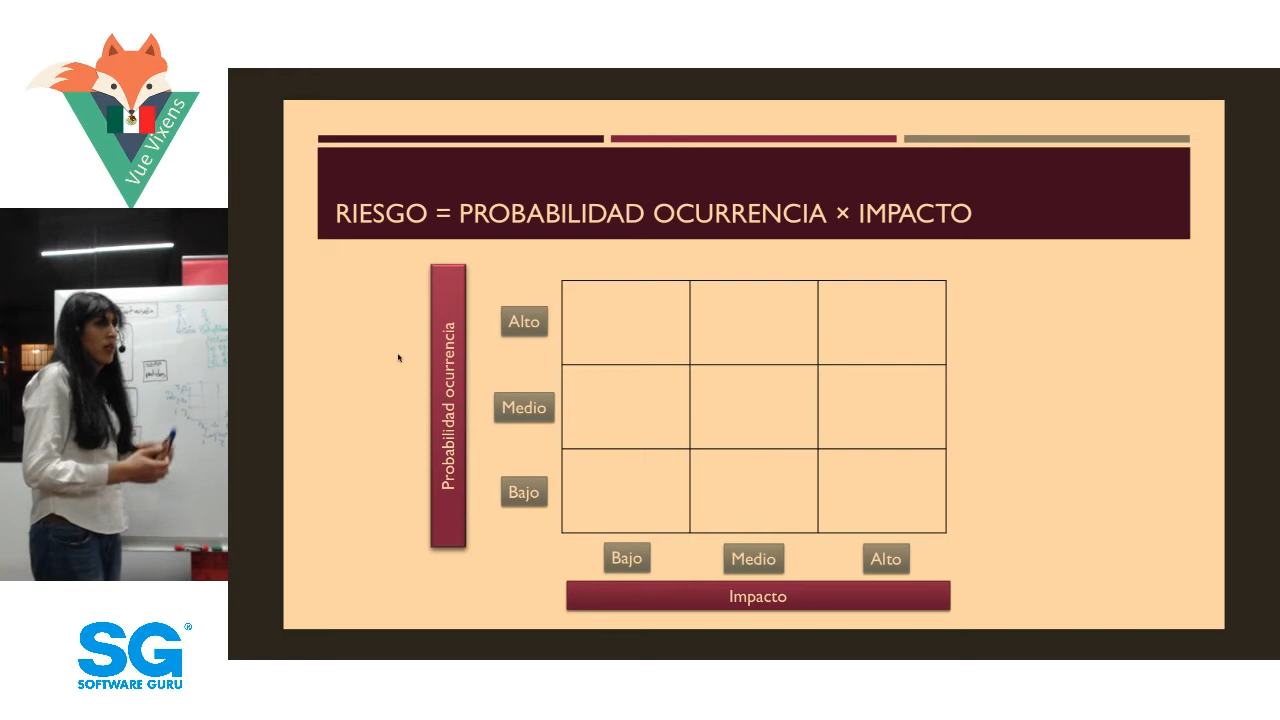 Vue Vixens
RIESGO = PROBABILIDAD OCURRENCIA × IMPACTO
Probabilidad ocurrencia
Alto
Medio
Bajo
Bajo
Medio
Alto
Impacto
SG®
SOFTWARE GURU